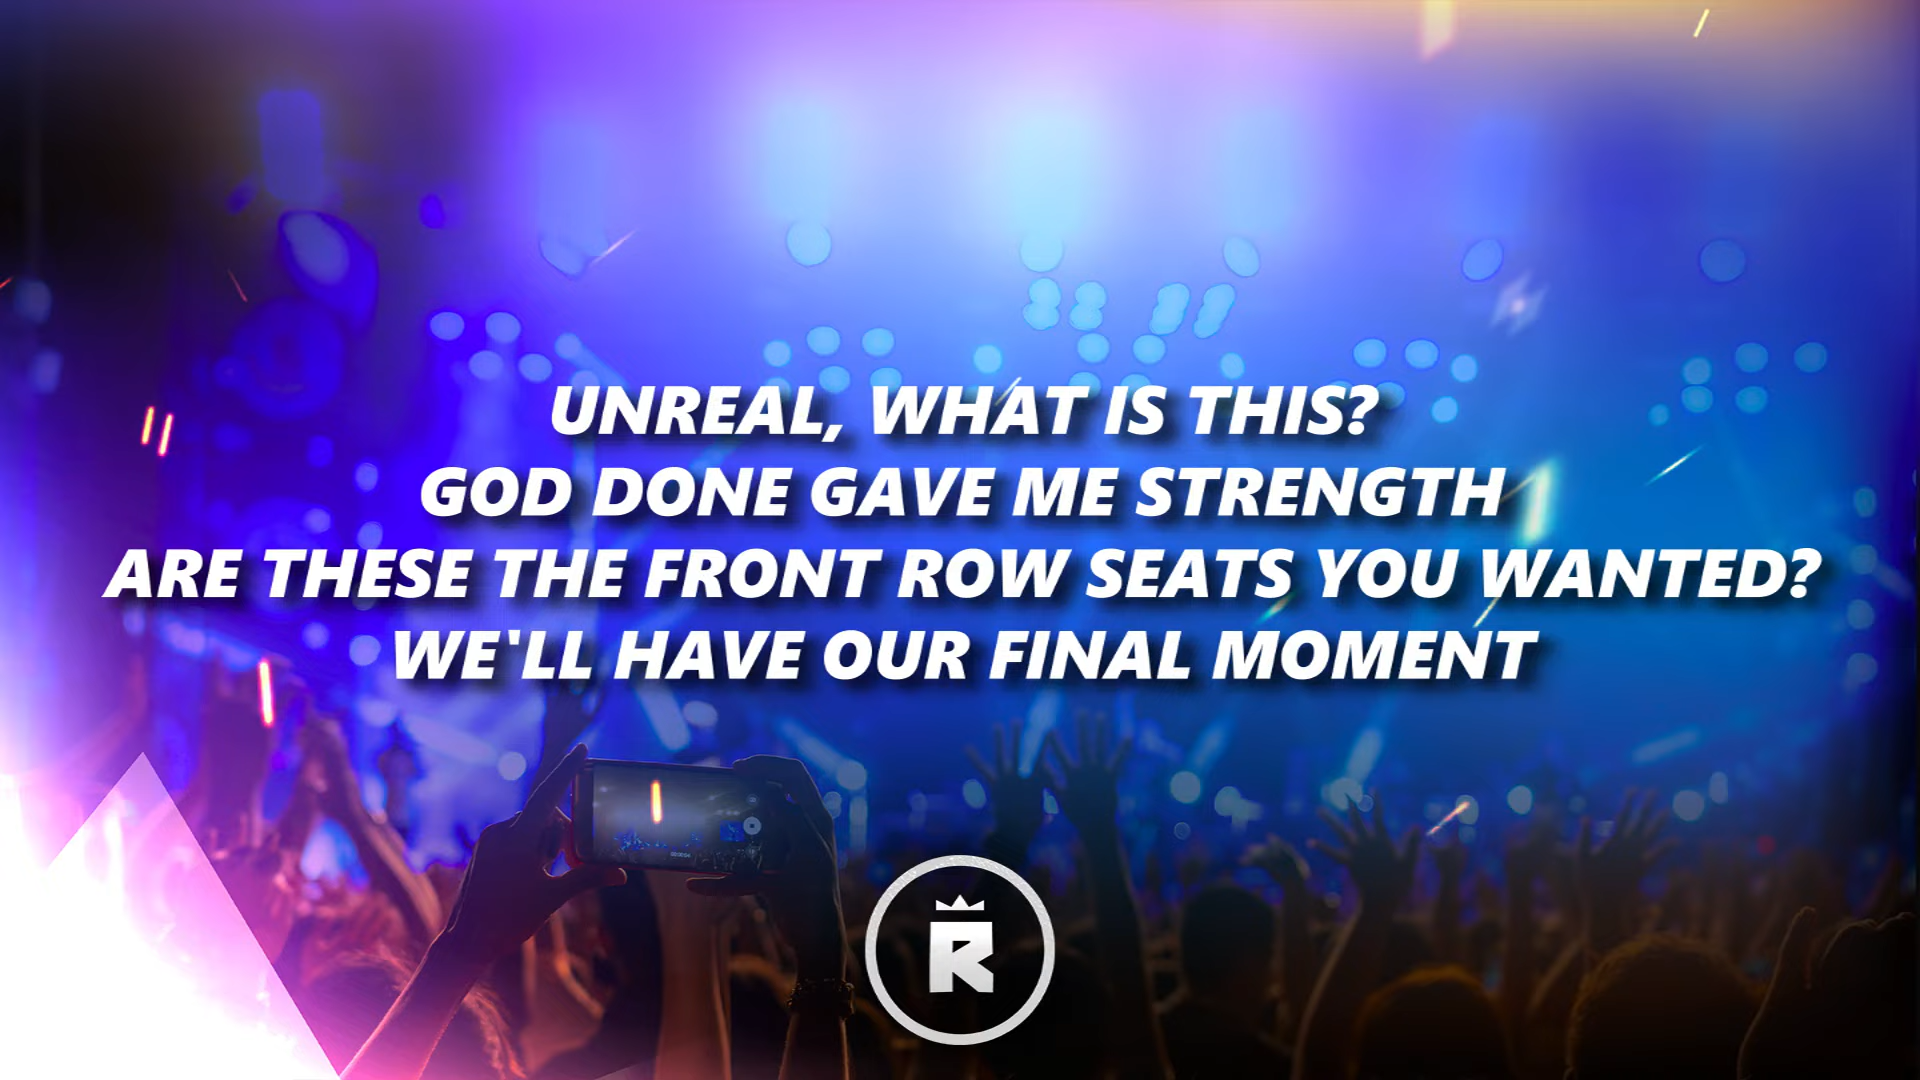 UNREAL, WHAT IS THIS?
GOD DONE GAVE ME STRENGTH
ARE THESE THE FRONT ROW SEATS YOU WANTED?
WE'LL HAVE OUR FINAL MOMENT
R